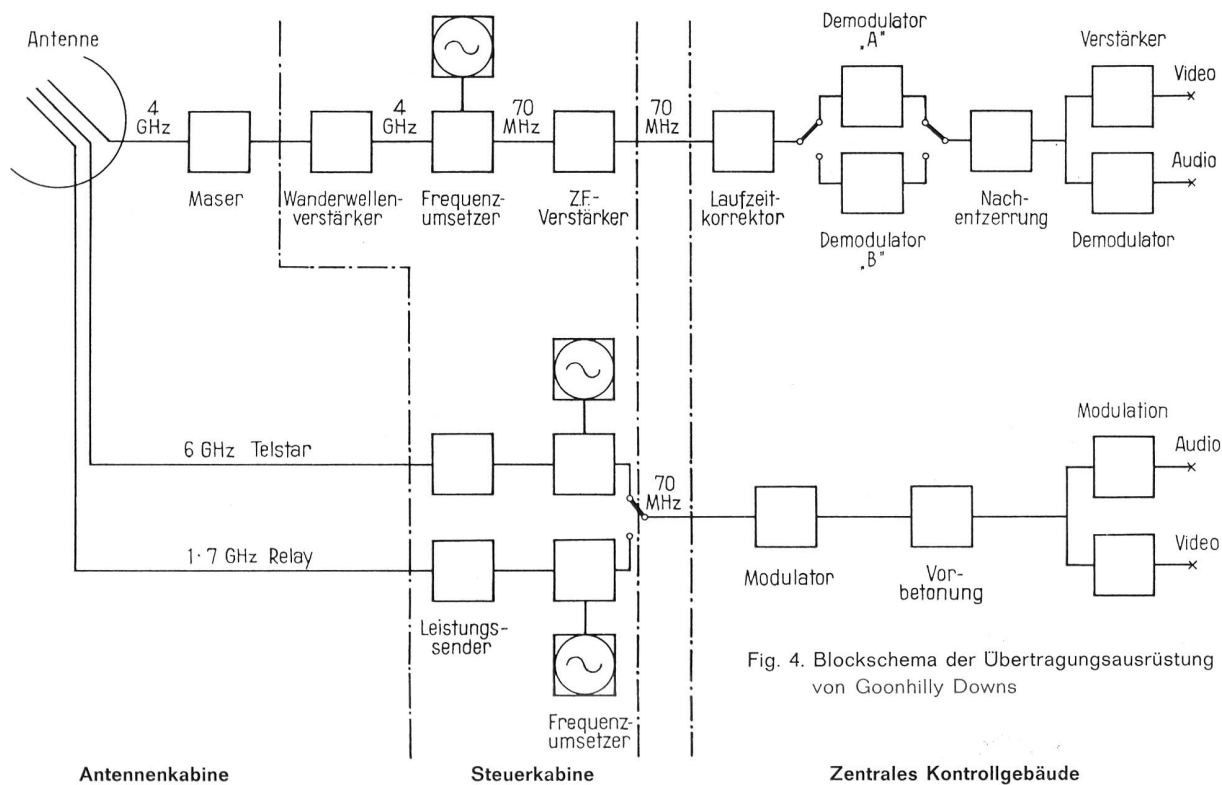 Antenne
4
GHz
Maser
Wanderwellen-
verstärker
4
GHz
Frequenz-
umsetzer
70
MHz
Z.F.-
Verstärker
70
MHz
Laufzeit-
korrektor
Demodulator
„A"
Demodulator
„B"
Nach-
entzerrung
Verstärker
Video
Audio
Demodulator
6 GHz Telstar
1·7 GHz Relay
Leistungs-
sender
Frequenz-
umsetzer
70
MHz
Modulator
Vor-
betonung
Modulation
Audio
Video
Fig. 4. Blockschema der Übertragungsausrüstung
von Goonhilly Downs
Antennenkabine
Steuerkabine
Zentrales Kontrollgebäude